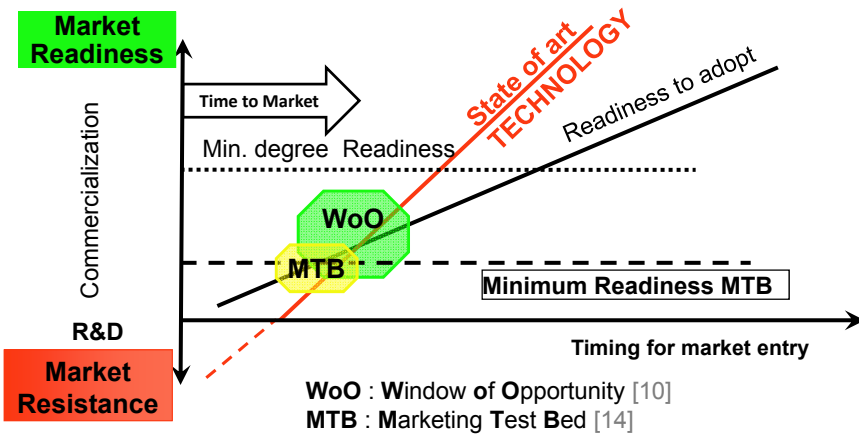 Market
Readiness
Time to Market
State of art
TECHNOLOGY
Readiness to adopt
Min. degree Readiness
Commercialization
WoO
MTB
Minimum Readiness MTB
R&D
Timing for market entry
Market
Resistance
WoO : Window of Opportunity [10]
MTB : Marketing Test Bed [14]